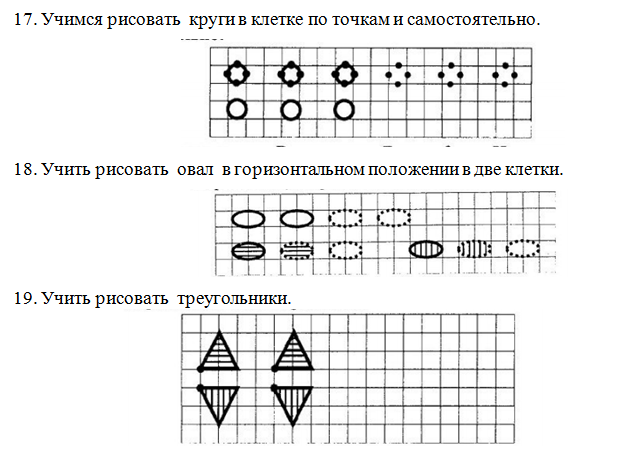 17. Учимся рисовать круги в клетке по точкам и самостоятельно.
18. Учить рисовать овал в горизонтальном положении в две клетки.
19. Учить рисовать треугольники.